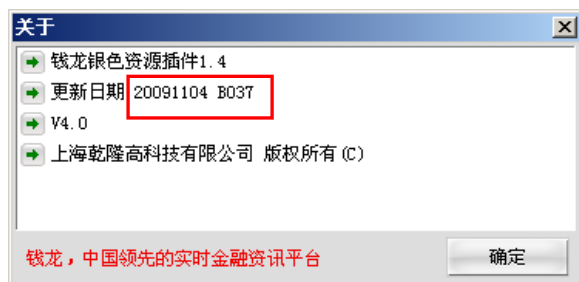 关于
钱龙银色资源插件1.4
更新日期 20091104 B037
V4.0
上海乾隆高科技有限公司 版权所有(C)
钱龙，中国领先的实时金融资讯平台
确定